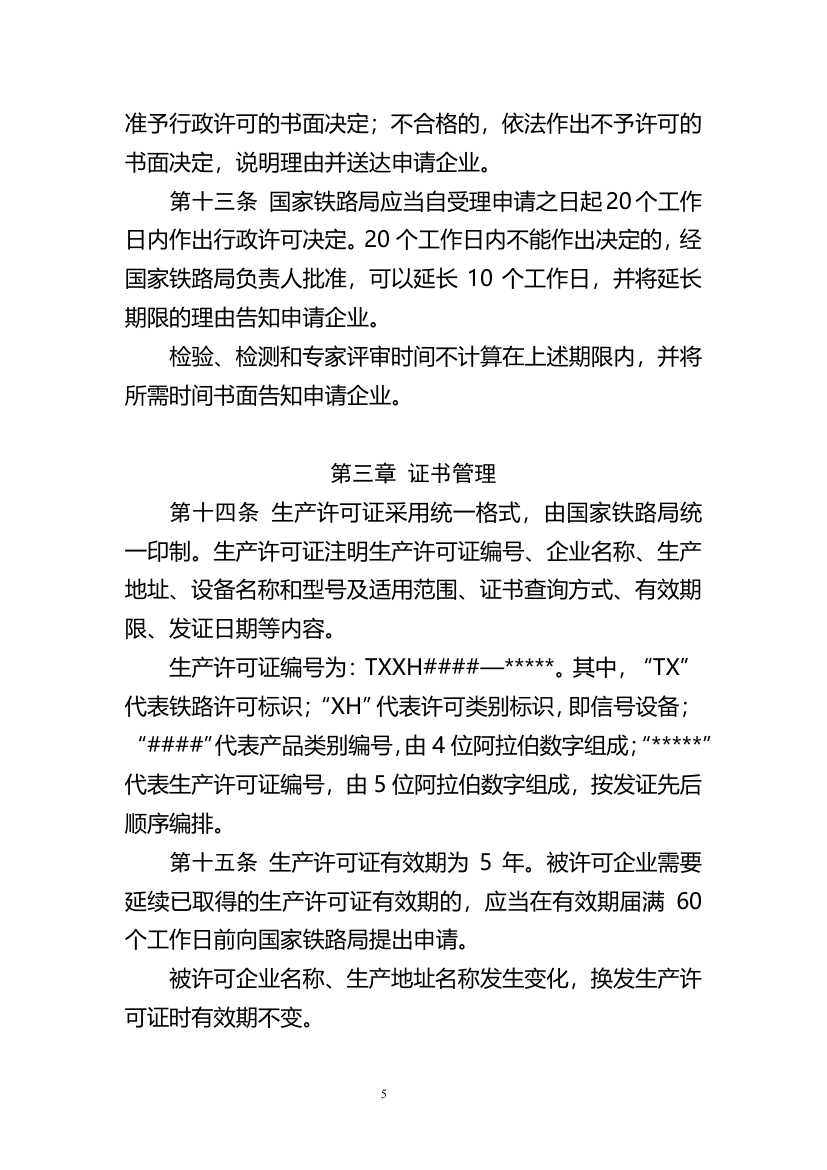 准予行政许可的书面决定；不合格的，依法作出不予许可的
书面决定，说明理由并送达申请企业。
第十三条 国家铁路局应当自受理申请之日起 20 个工作
日内作出行政许可决定。20 个工作日内不能作出决定的，经
国家铁路局负责人批准，可以延长 10 个工作日，并将延长
期限的理由告知申请企业。
检验、检测和专家评审时间不计算在上述期限内，并将
所需时间书面告知申请企业。
第三章 证书管理
第十四条 生产许可证采用统一格式，由国家铁路局统
一印制。生产许可证注明生产许可证编号、企业名称、生产
地址、设备名称和型号及适用范围、证书查询方式、有效期
限、发证日期等内容。
生产许可证编号为：TXXH####—*****。其中，“TX”
代表铁路许可标识；“XH”代表许可类别标识，即信号设备；
“####”代表产品类别编号，由 4 位阿拉伯数字组成；“*****”
代表生产许可证编号，由 5 位阿拉伯数字组成，按发证先后
顺序编排。
第十五条 生产许可证有效期为 5 年。被许可企业需要
延续已取得的生产许可证有效期的，应当在有效期届满 60
个工作日前向国家铁路局提出申请。
被许可企业名称、生产地址名称发生变化，换发生产许
可证时有效期不变。
5